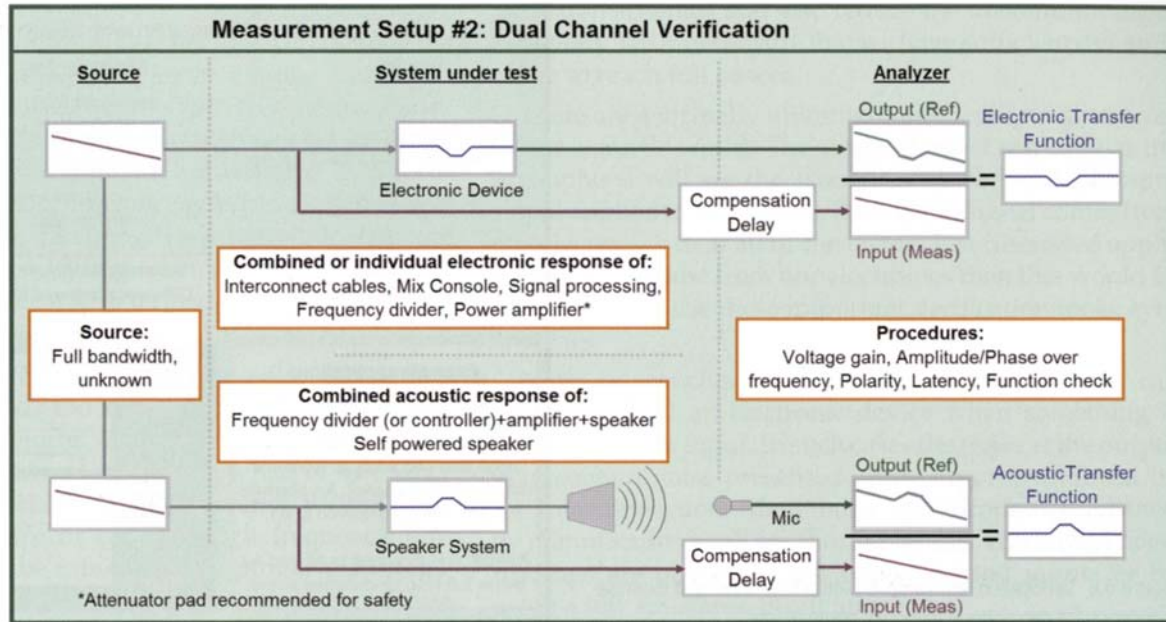 Measurement Setup #2: Dual Channel Verification
Source
System under test
Analyzer
Output (Ref)
Electronic Transfer
Function
Electronic Device
=
Compensation
Delay
Input (Meas)
Combined or individual electronic response of:
Interconnect cables, Mix Console, Signal processing,
Frequency divider, Power amplifier*
Source:
Full bandwidth,
unknown
Procedures:
Voltage gain, Amplitude/Phase over
frequency, Polarity, Latency, Function check
Combined acoustic response of:
Frequency divider (or controller)+amplifier+speaker
Self powered speaker
Output (Ref)
AcousticTransfer
Function
Mic
=
Speaker System
Compensation
Delay
Input (Meas)
*Attenuator pad recommended for safety